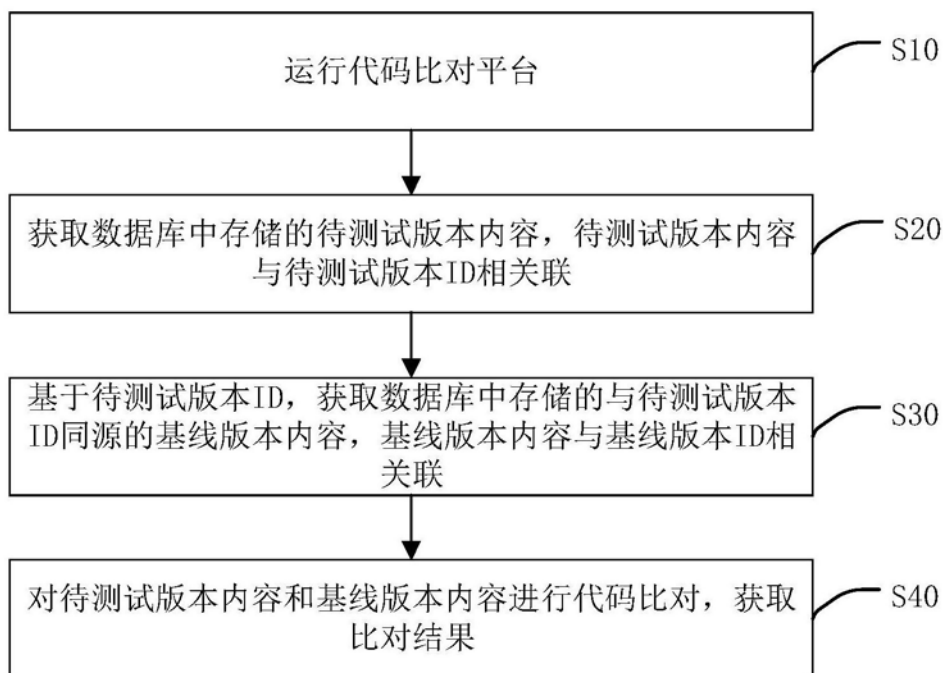 运行代码比对平台
S10
获取数据库中存储的待测试版本内容，待测试版本内容
与待测试版本ID相关联
S20
基于待测试版本ID，获取数据库中存储的与待测试版本
ID同源的基线版本内容，基线版本内容与基线版本ID相
关联
S30
对待测试版本内容和基线版本内容进行代码比对，获取
比对结果
S40